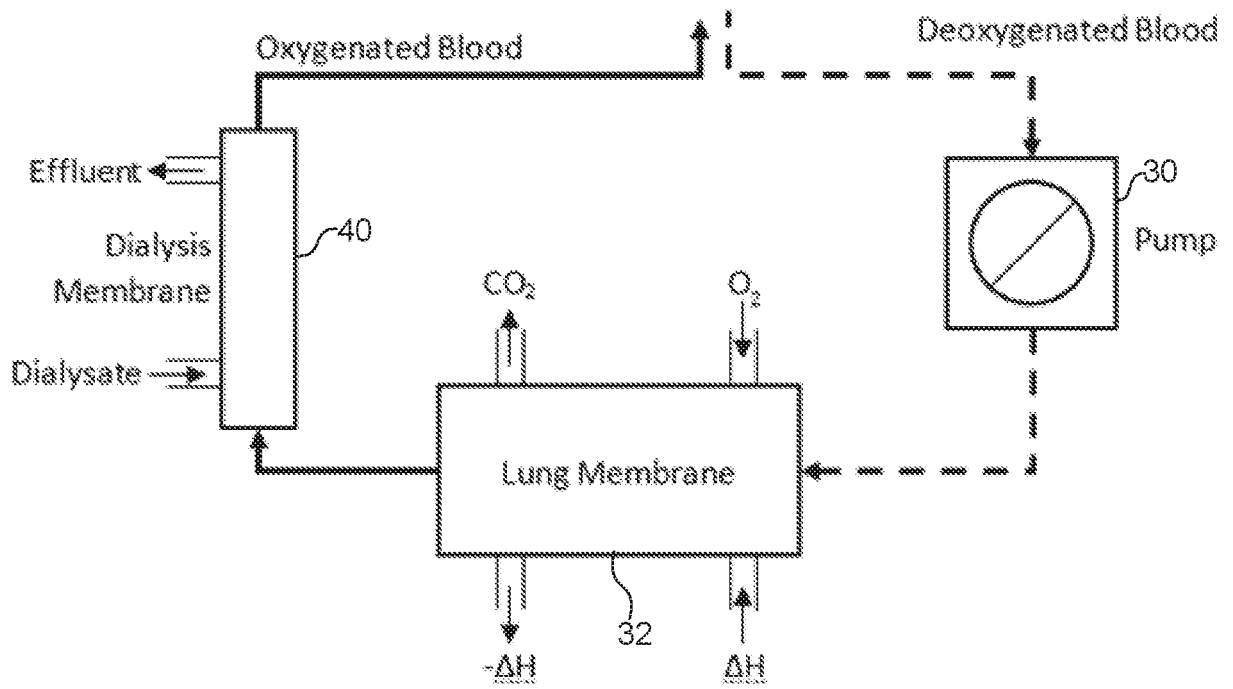 Oxygenated Blood
Deoxygenated Blood
Effluent
30
Dialysis
Membrane
40
Pump
CO₂
O₂
Dialysate
Lung Membrane
32
-ΔH
ΔH